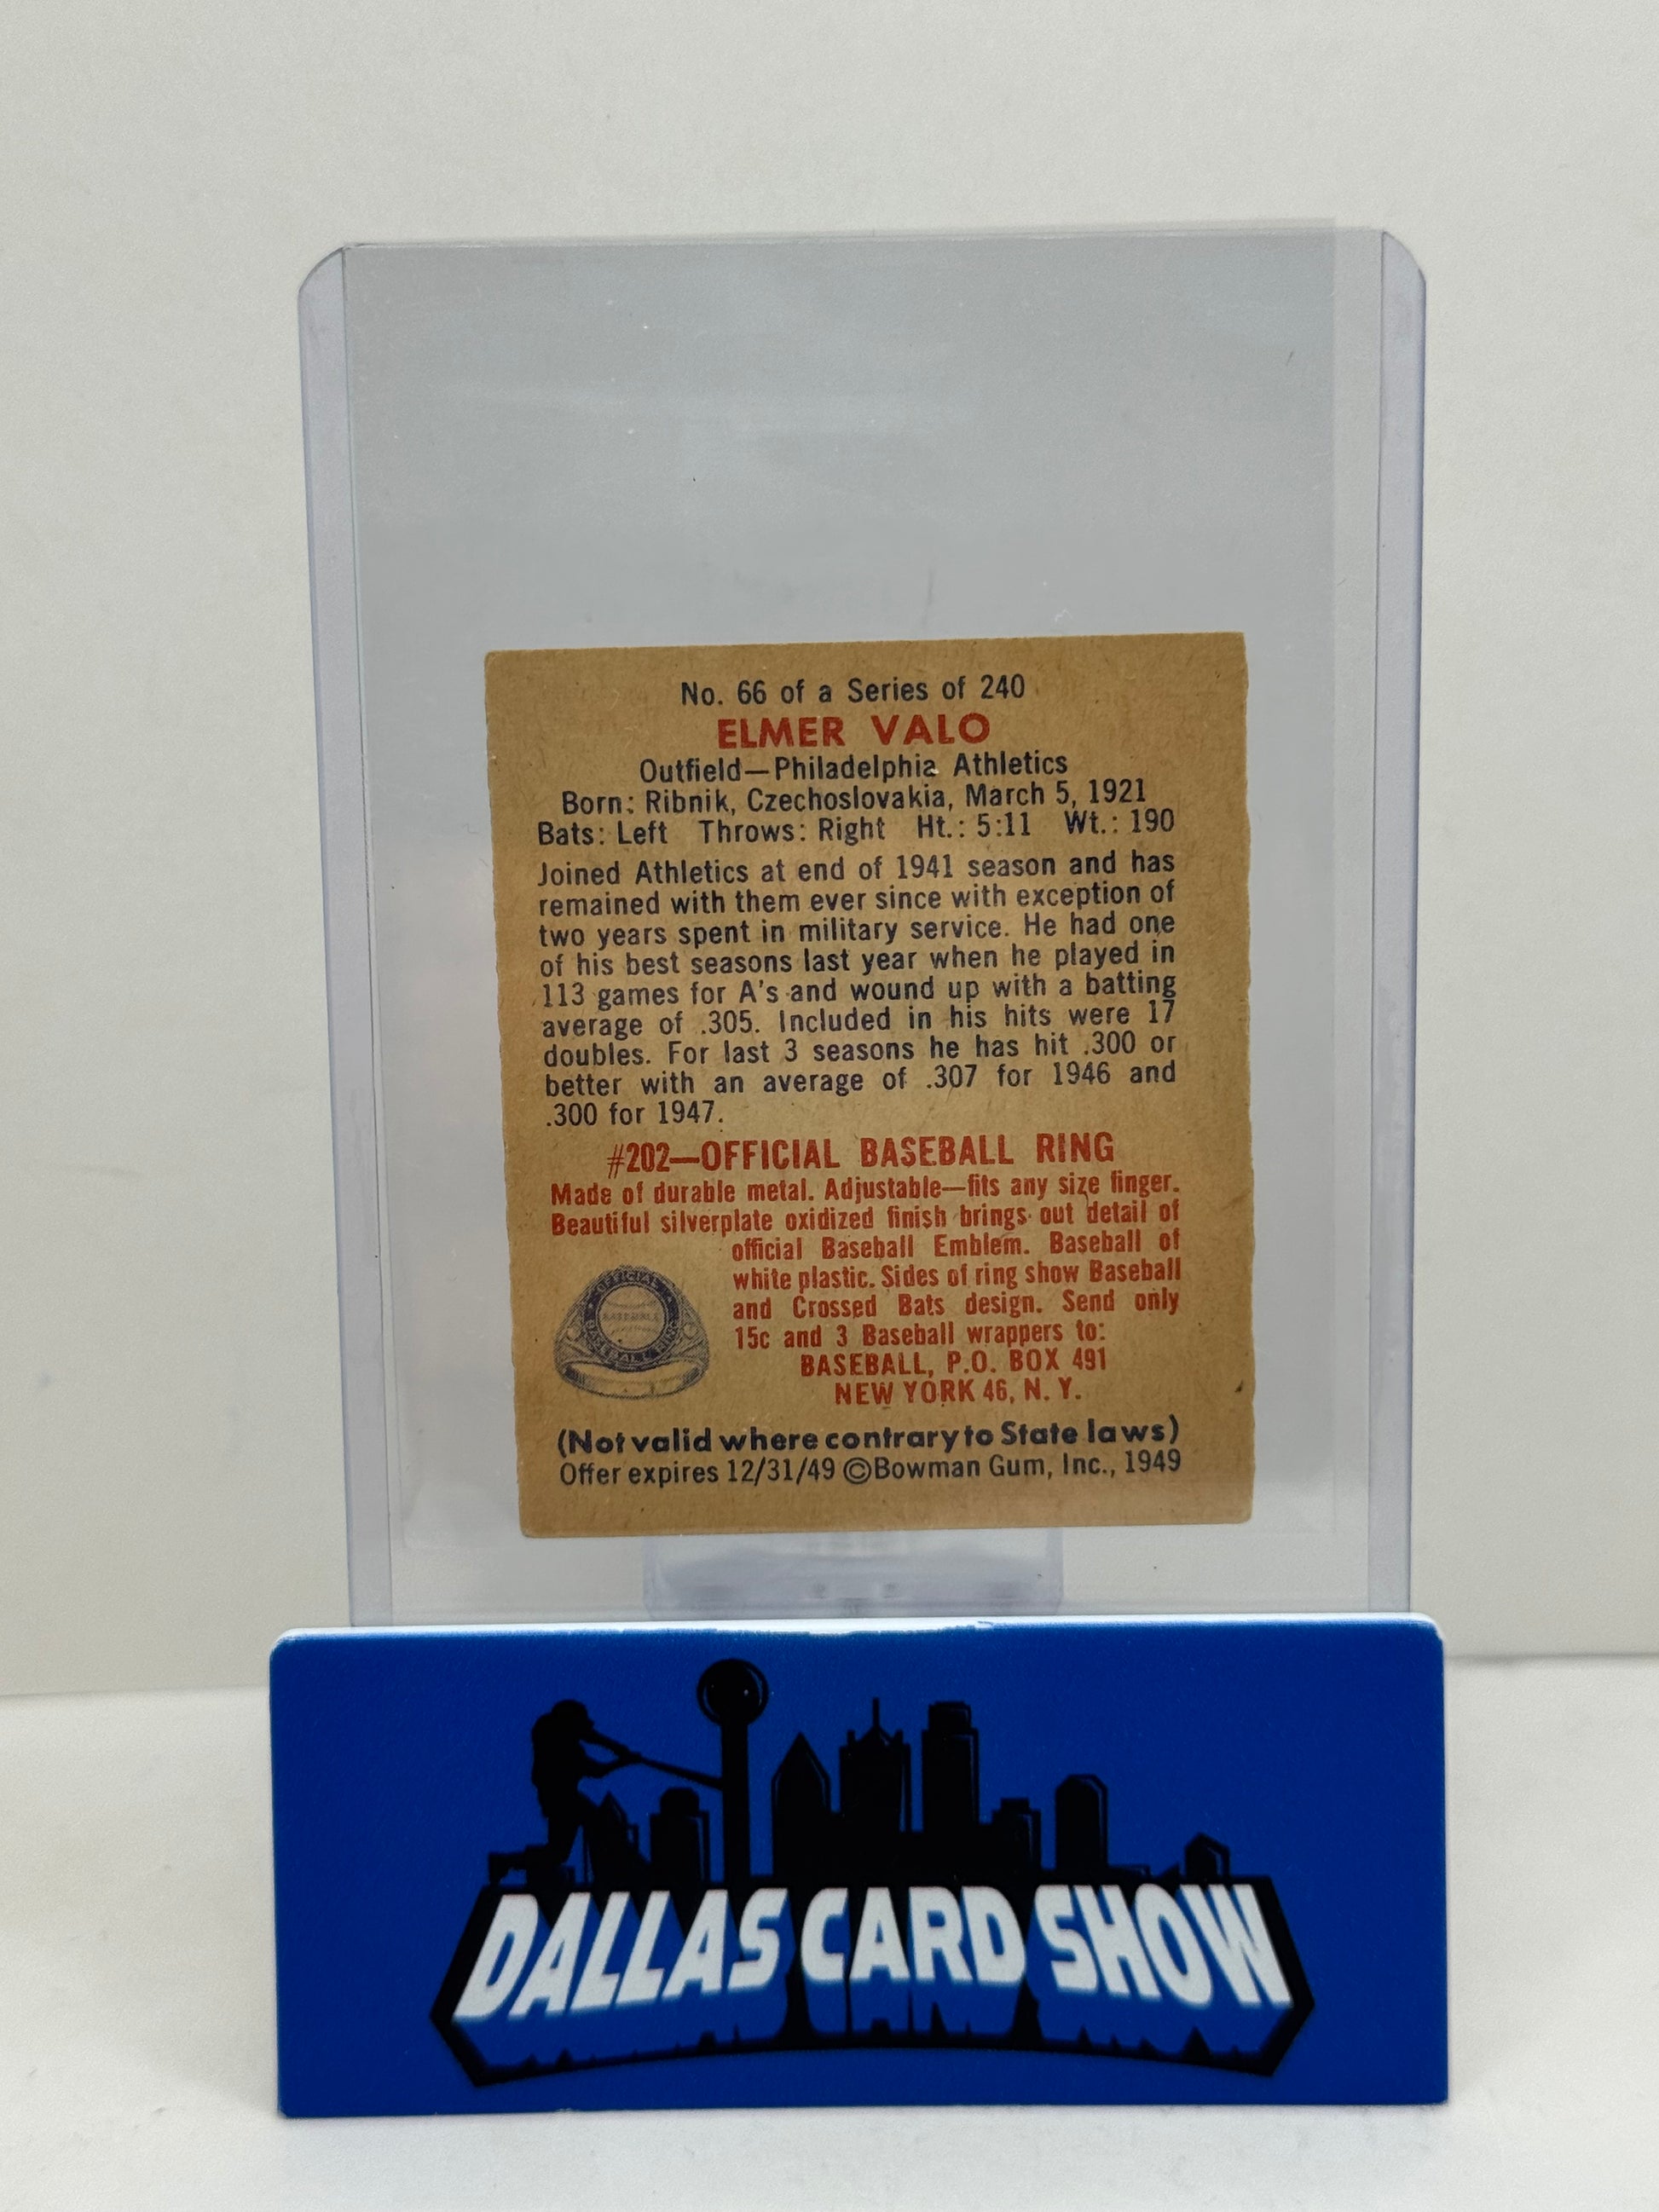 No. 66 of a Series of 240
ELMER VALO
Outfield—Philadelphia Athletics
Born: Ribnik, Czechoslovakia, March 5, 1921
Bats: Left Throws: Right Ht.: 5:11 Wt.: 190
Joined Athletics at end of 1941 season and has
remained with them ever since with exception of
two years spent in military service. He had one
of his best seasons last year when he played in
113 games for A's and wound up with a batting
average of .305. Included in his hits were 17
doubles. For last 3 seasons he has hit .300 or
better with an average of .307 for 1946 and
.300 for 1947.
#202—OFFICIAL BASEBALL RING
Made of durable metal. Adjustable—fits any size finger.
Beautiful silverplate oxidized finish brings out detail of
official Baseball Emblem. Baseball of
white plastic. Sides of ring show Baseball
and Crossed Bats design. Send only
15c and 3 Baseball wrappers to:
BASEBALL, P.O. BOX 491
NEW YORK 46, N. Y.
OFFICIAL
BASEBALL
BASEBALL RING
(Not valid where contrary to State laws)
Offer expires 12/31/49 ©Bowman Gum, Inc., 1949
DALLAS CARD SHOW